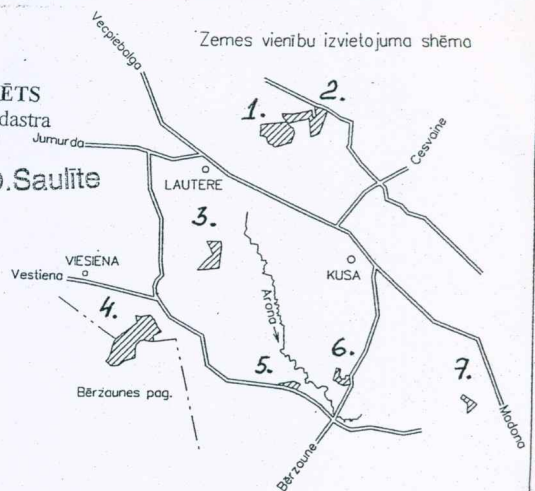 Zemes vienību izvietojuma shēma
Vecpiebalga
ĒTS
dastra
Jumurda
Saulīte
1.
2.
Cesvaine
LAUTERE
3.
VIESIENA
Vestiena
KUSA
Arona
4.
5.
6.
7.
Bērzaunes pag.
Bērzaune
Madona